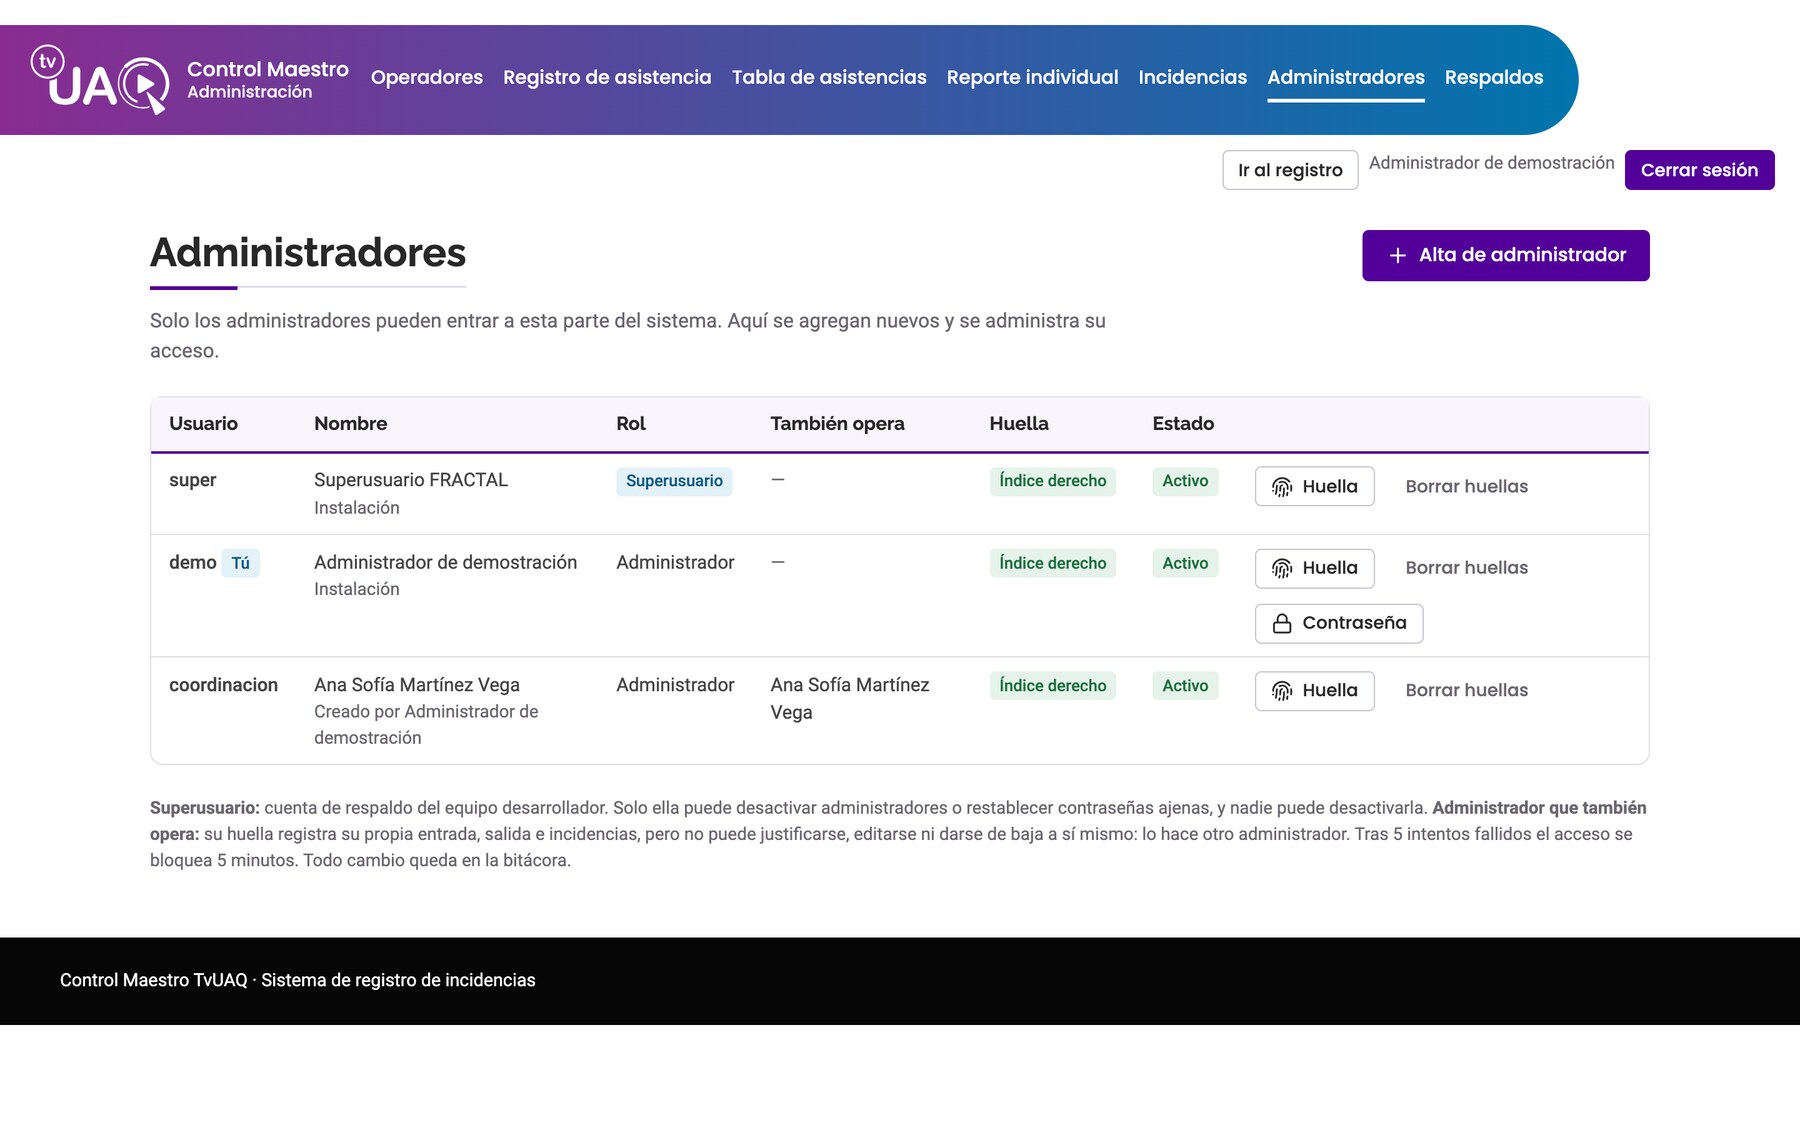 tv
UAQ
Control Maestro
Administración
Operadores
Registro de asistencia
Tabla de asistencias
Reporte individual
Incidencias
Administradores
Respaldos
Ir al registro
Administrador de demostración
Cerrar sesión
Administradores
+ Alta de administrador
Solo los administradores pueden entrar a esta parte del sistema. Aquí se agregan nuevos y se administra su
acceso.
Usuario Nombre Rol También opera Huella Estado
super Superusuario FRACTAL Superusuario — Índice derecho Activo Huella Borrar huellas
Instalación
demo Tú Administrador de demostración Administrador — Índice derecho Activo Huella Borrar huellas
Instalación
Contraseña
coordinacion Ana Sofía Martínez Vega Administrador Ana Sofía Martínez Índice derecho Activo Huella Borrar huellas
Creado por Administrador de Vega
demostración
Superusuario: cuenta de respaldo del equipo desarrollador. Solo ella puede desactivar administradores o restablecer contraseñas ajenas, y nadie puede desactivarla. Administrador que también
opera: su huella registra su propia entrada, salida e incidencias, pero no puede justificarse, editarse ni darse de baja a sí mismo: lo hace otro administrador. Tras 5 intentos fallidos el acceso se
bloquea 5 minutos. Todo cambio queda en la bitácora.
Control Maestro TvUAQ · Sistema de registro de incidencias